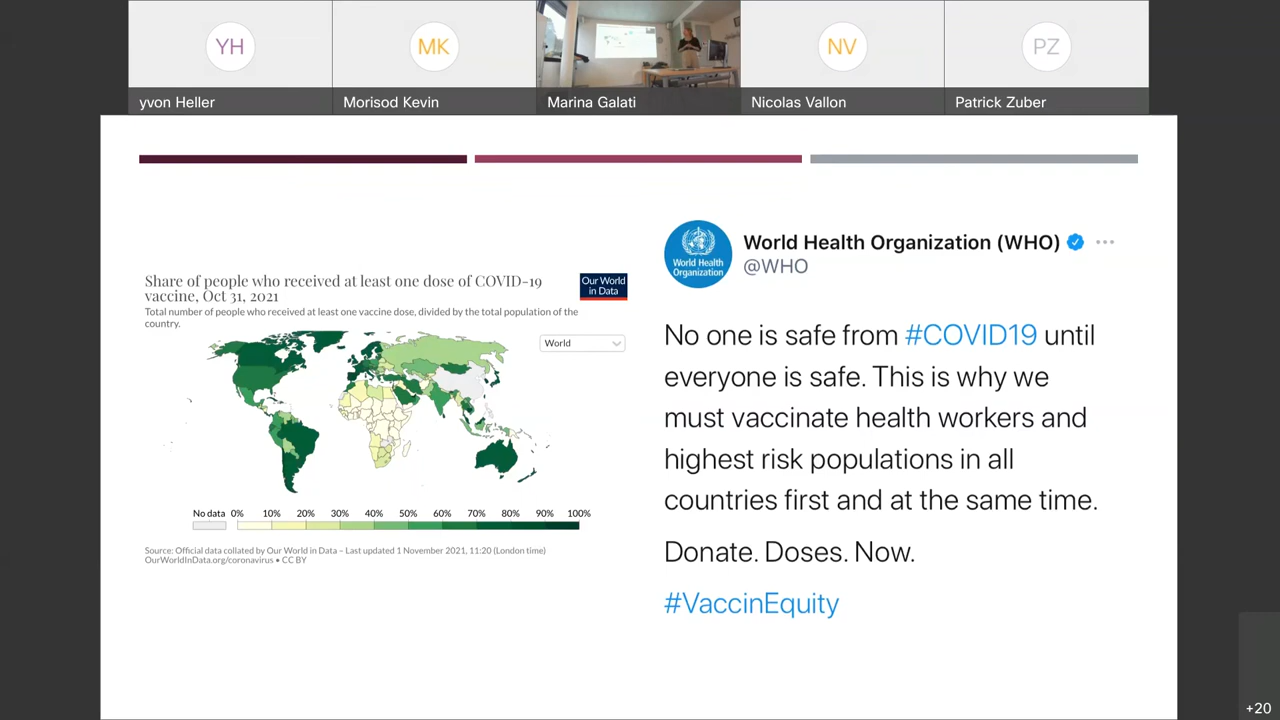 YH
MK
NV
PZ
yvon Heller
Morisod Kevin
Marina Galati
Nicolas Vallon
Patrick Zuber
Share of people who received at least one dose of COVID-19
vaccine, Oct 31, 2021
Total number of people who received at least one vaccine dose, divided by the total population of the
country.
Our World
in Data
World
No data 0% 10% 20% 30% 40% 50% 60% 70% 80% 90% 100%
Source: Official data collated by Our World in Data – Last updated 1 November 2021, 11:20 (London time)
OurWorldInData.org/coronavirus • CC BY
World Health
Organization
World Health Organization (WHO)
@WHO
No one is safe from #COVID19 until
everyone is safe. This is why we
must vaccinate health workers and
highest risk populations in all
countries first and at the same time.
Donate. Doses. Now.
#VaccinEquity
+20